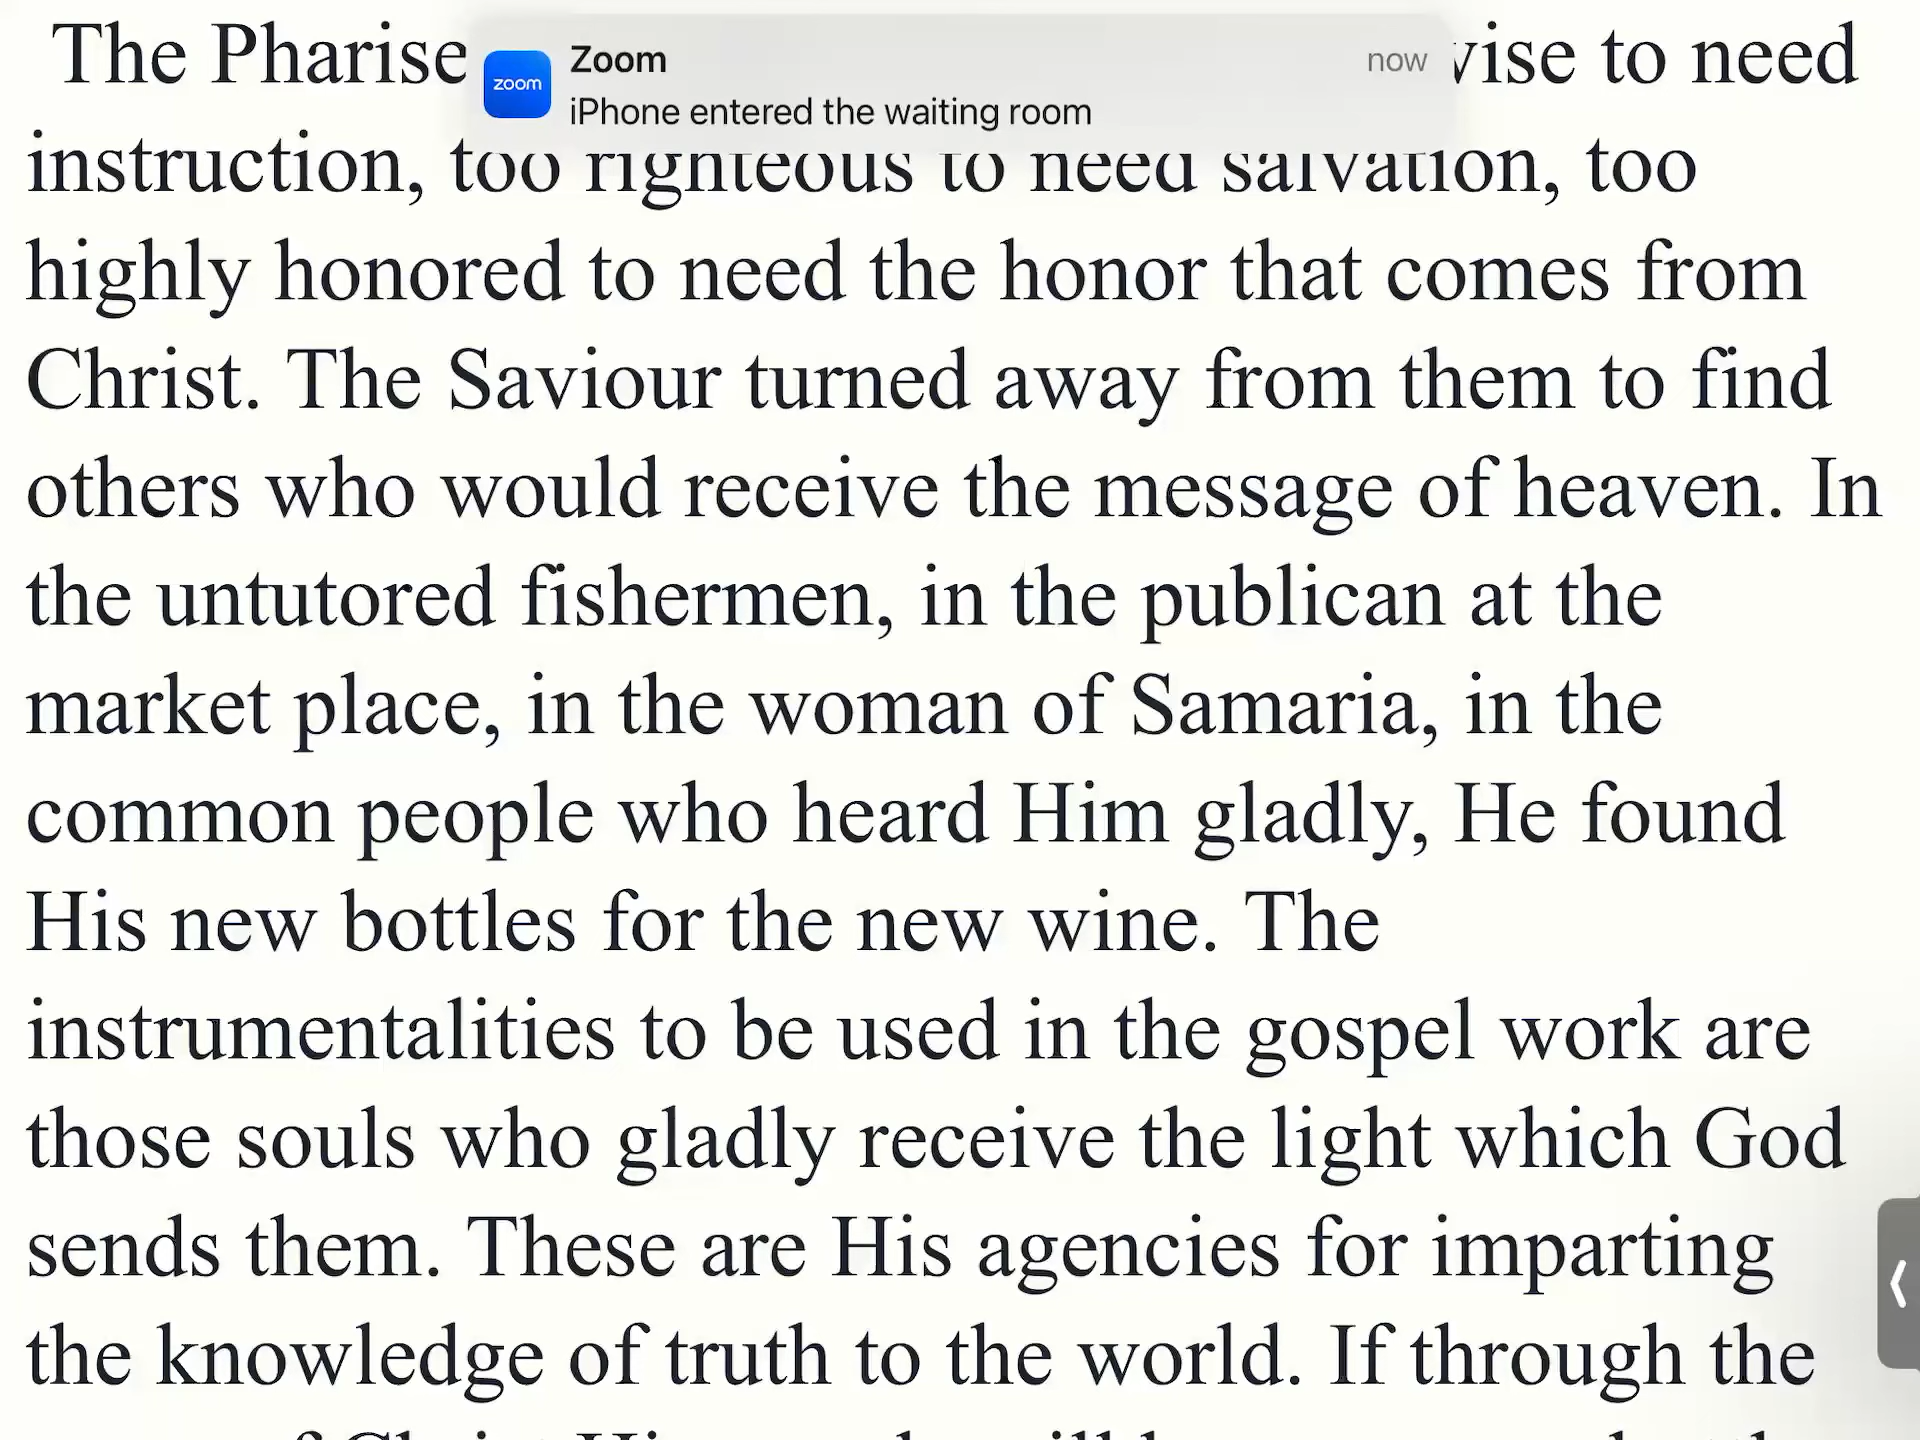 The Pharise
Zoom
now
zoom
iPhone entered the waiting room
to need
instruction, too righteous to need salvation, too
highly honored to need the honor that comes from
Christ. The Saviour turned away from them to find
others who would receive the message of heaven. In
the untutored fishermen, in the publican at the
market place, in the woman of Samaria, in the
common people who heard Him gladly, He found
His new bottles for the new wine. The
instrumentalities to be used in the gospel work are
those souls who gladly receive the light which God
sends them. These are His agencies for imparting
the knowledge of truth to the world. If through the